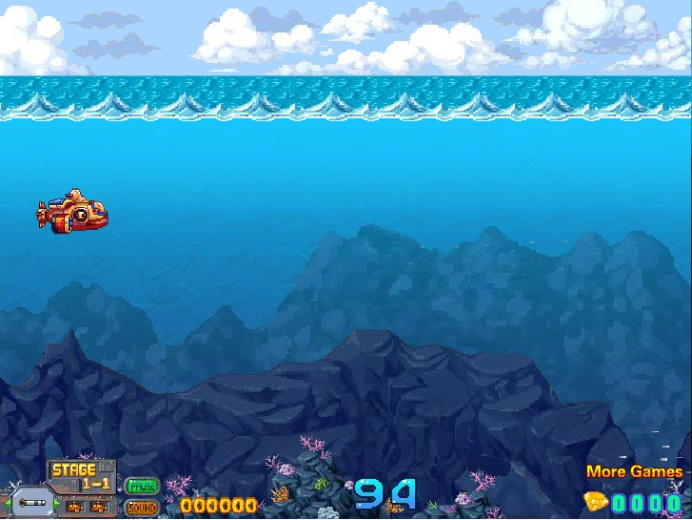 STAGE
1-1
PAUSE
SOUND
000000
94
More Games
0000